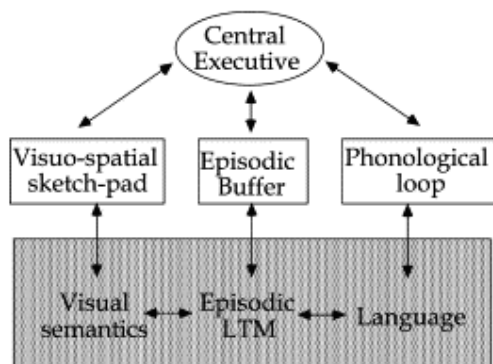 Central
Executive
Visuo-spatial
sketch-pad
Episodic
Buffer
Phonological
loop
Visual
semantics
Episodic
LTM
Language